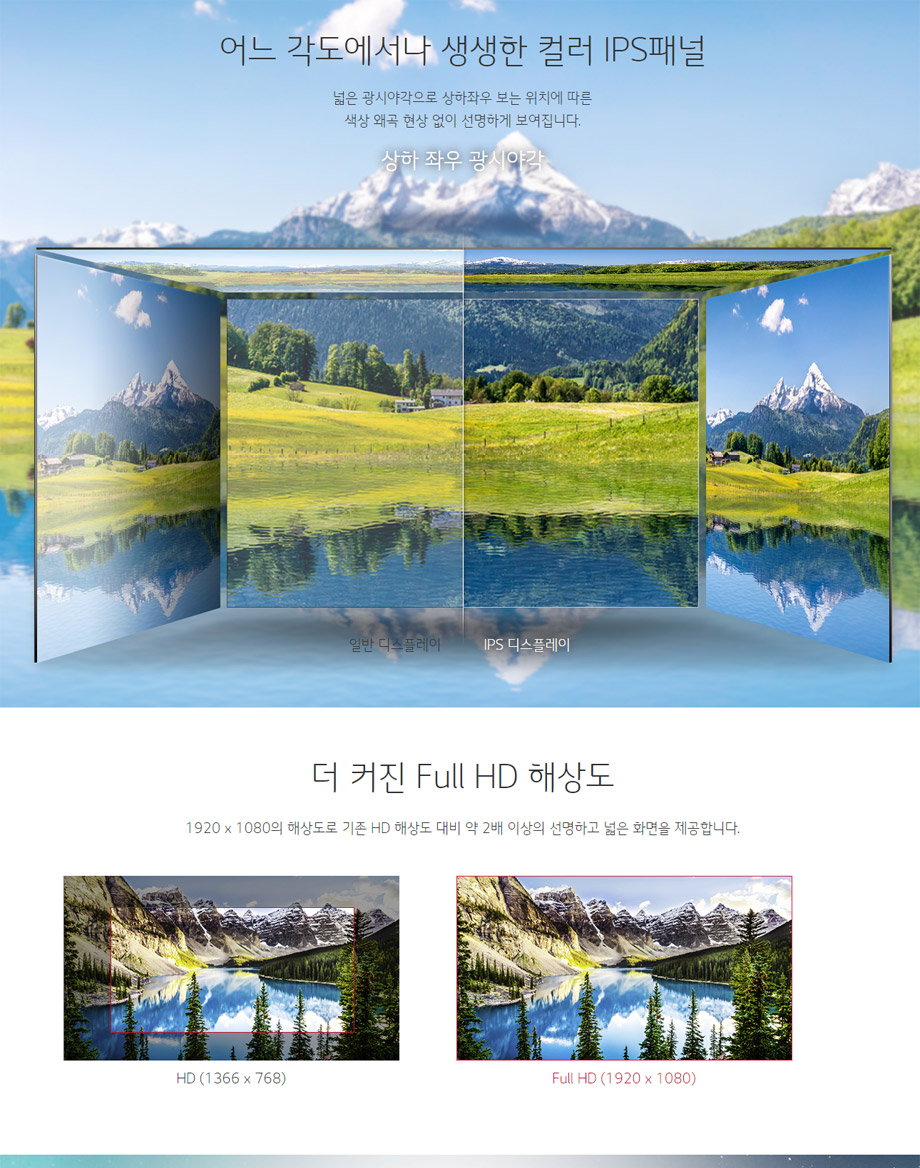 어느 각도에서나 생생한 컬러 IPS패널
넓은 광시야각으로 상하좌우 보는 위치에 따른
색상 왜곡 현상 없이 선명하게 보여집니다.
상하 좌우 광시야각
일반 디스플레이
IPS 디스플레이
더 커진 Full HD 해상도
1920 x 1080의 해상도로 기존 HD 해상도 대비 약 2배 이상의 선명하고 넓은 화면을 제공합니다.
HD (1366 x 768)
Full HD (1920 x 1080)